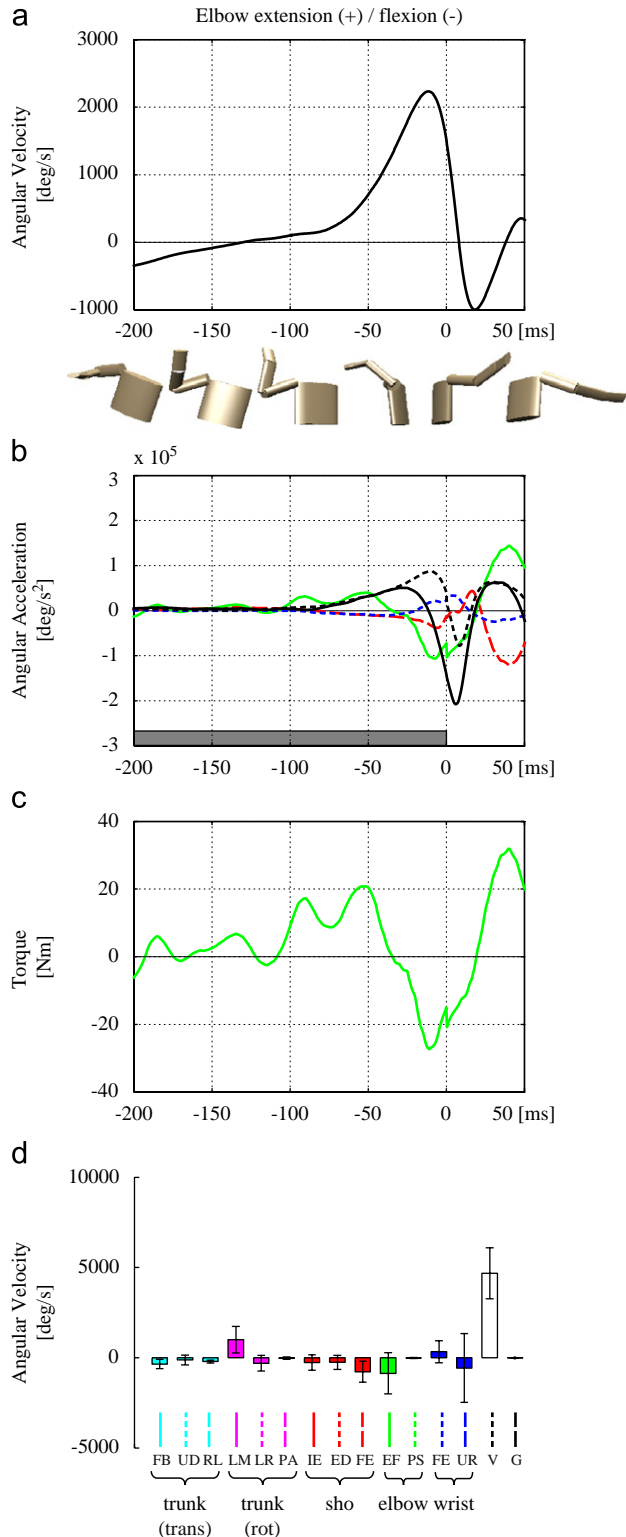 a
Elbow extension (+) / flexion (-)
3000
2000
1000
0
-1000
Angular Velocity
[deg/s]
-200 -150 -100 -50 0 50 [ms]
b
x 10^5
3
2
1
0
-1
-2
-3
Angular Acceleration
[deg/s²]
-200 -150 -100 -50 0 50 [ms]
c
40
20
0
-20
-40
Torque
[Nm]
-200 -150 -100 -50 0 50 [ms]
d
10000
5000
0
-5000
Angular Velocity
[deg/s]
FB UD RL LM LR PA IE ED FE EF PS FE UR V G
trunk trunk sho elbow wrist
(trans) (rot)